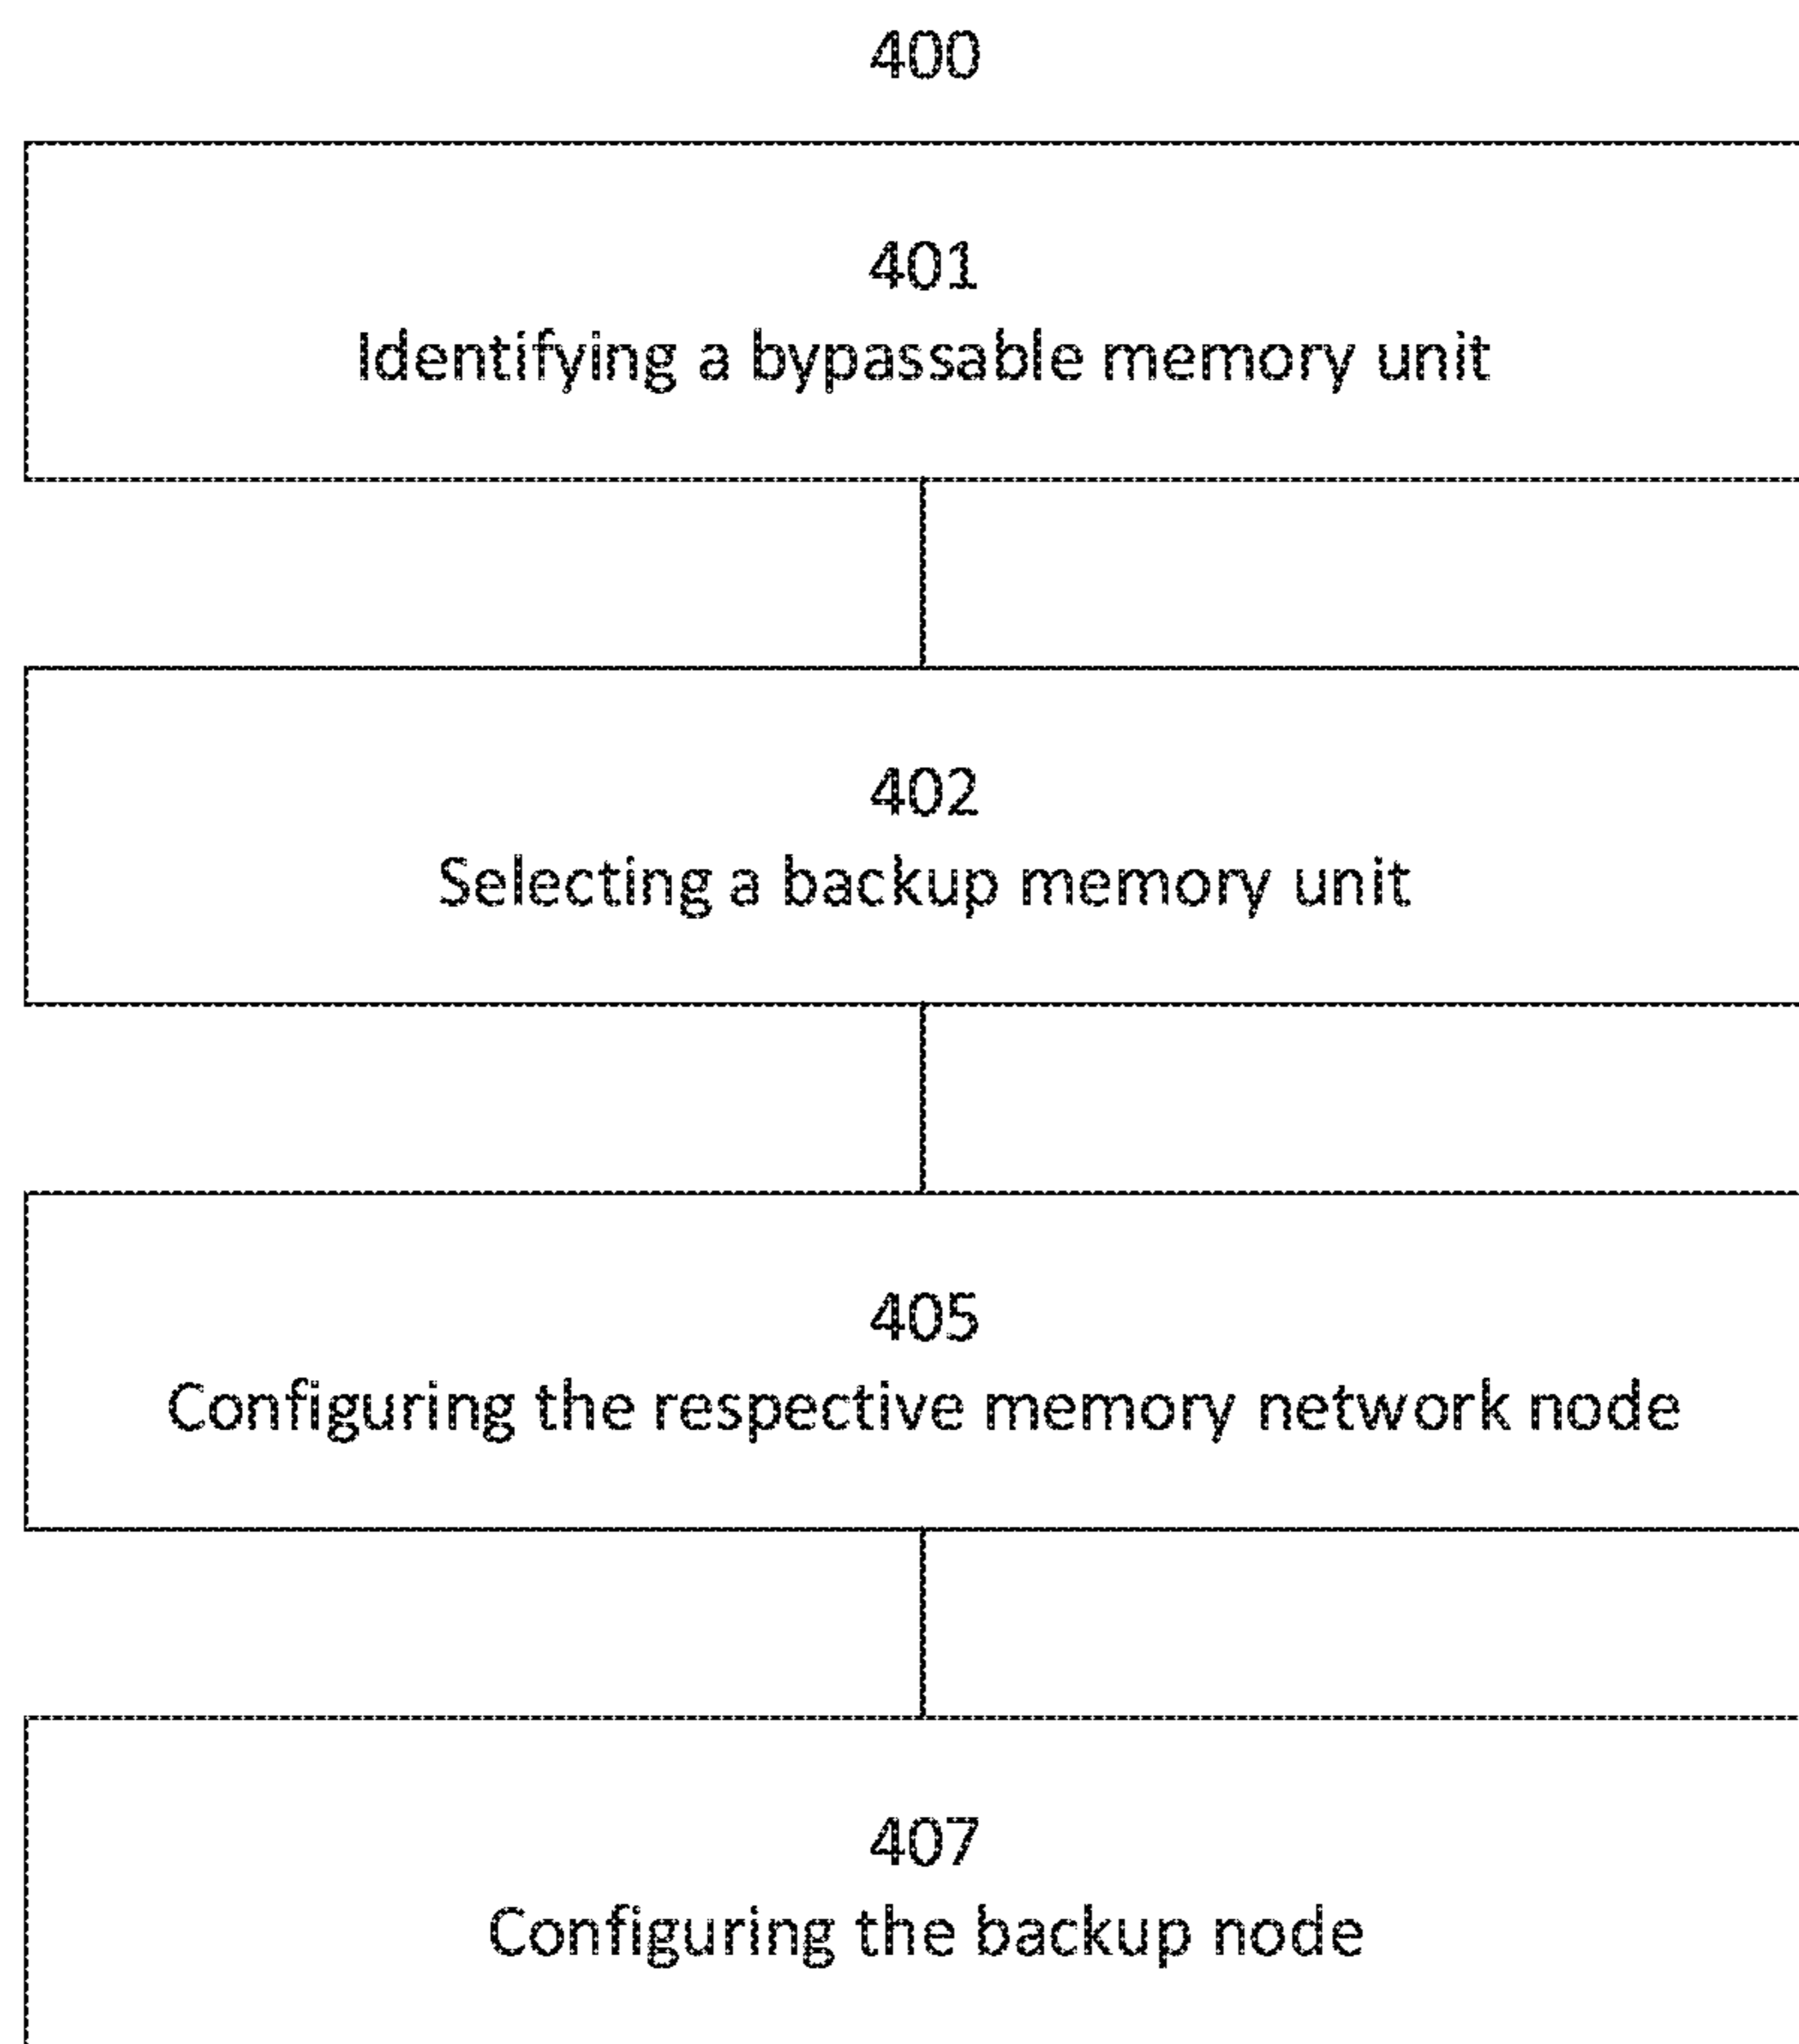 400
401
Identifying a bypassable memory unit
402
Selecting a backup memory unit
405
Configuring the respective memory network node
407
Configuring the backup node